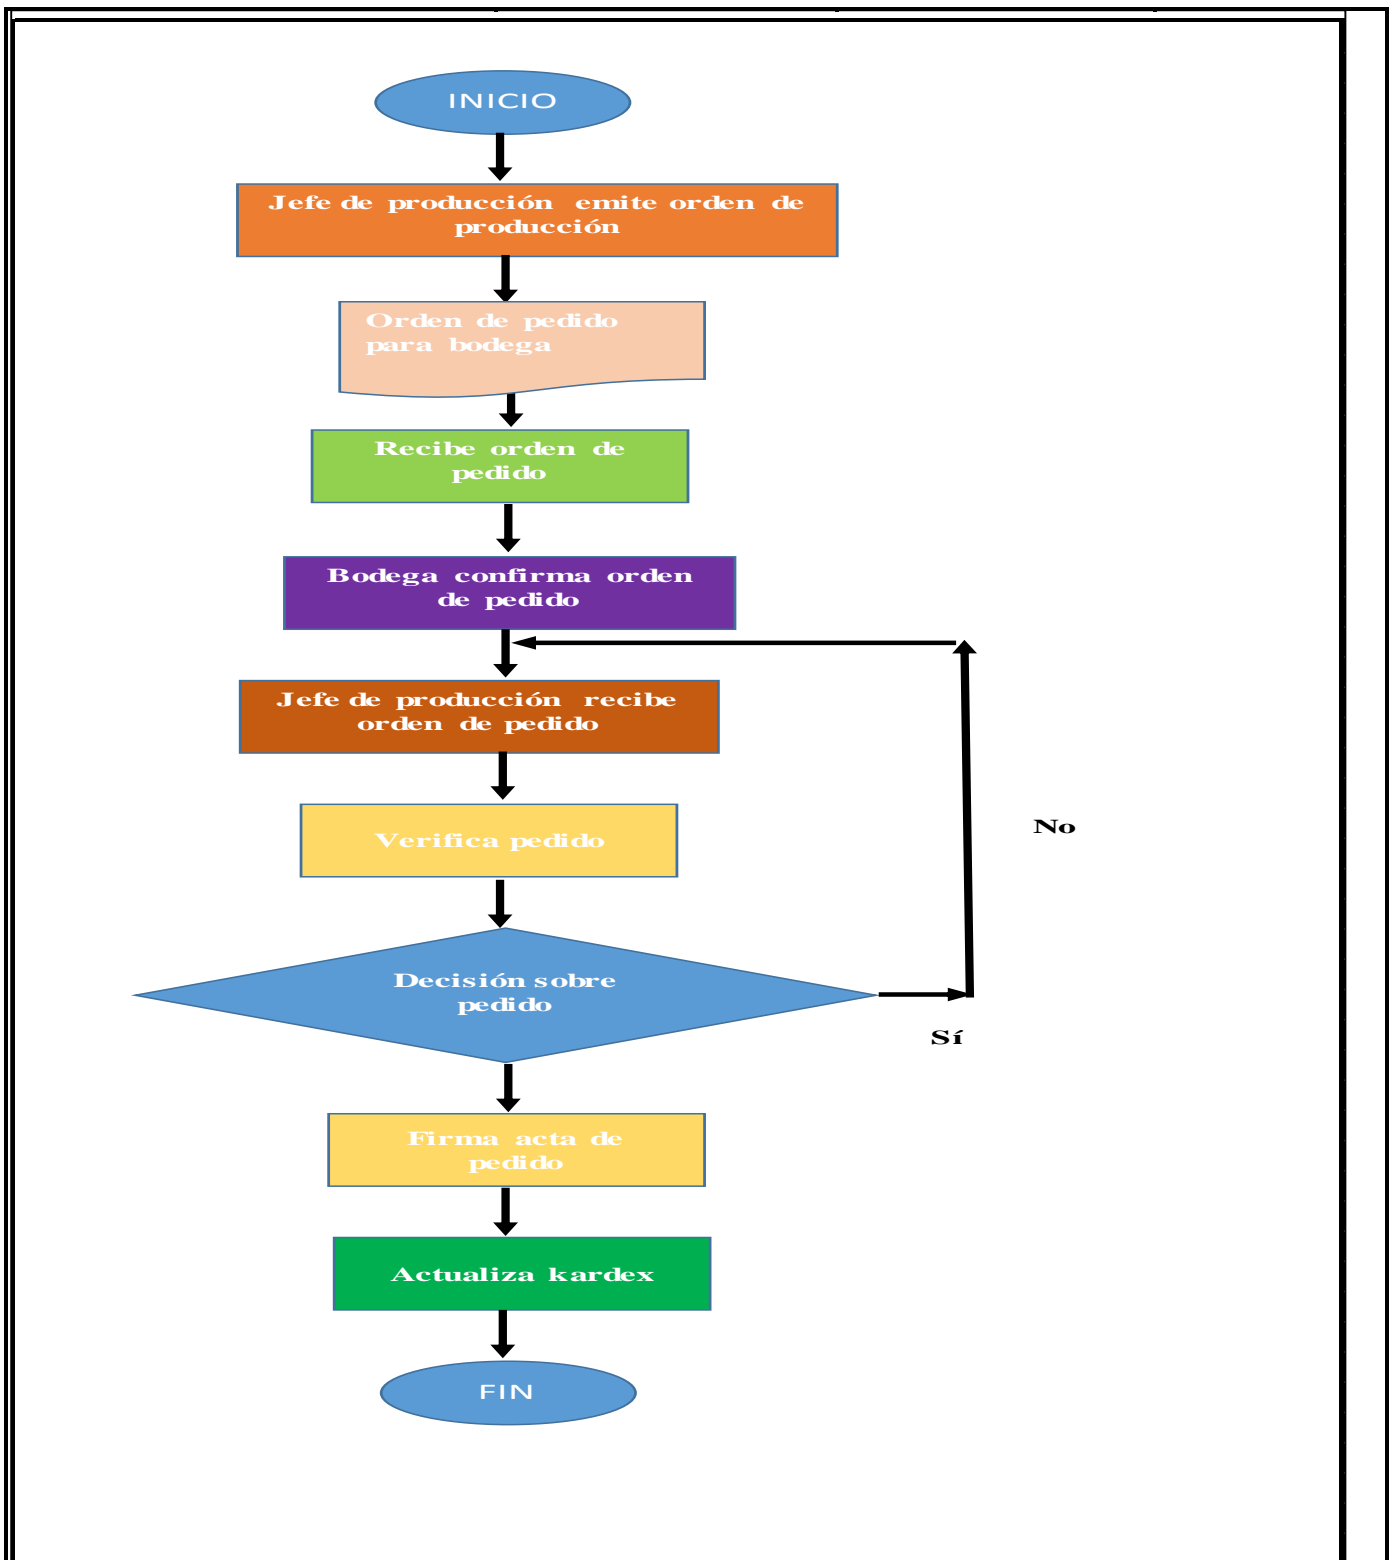 INICIO
Jefe de producción emite orden de
producción
Orden de pedido
para bodega
Recibe orden de
pedido
Bodega confirma orden
de pedido
Jefe de producción recibe
orden de pedido
Verifica pedido
No
Decisión sobre
pedido
Sí
Firma acta de
pedido
Actualiza kardex
FIN